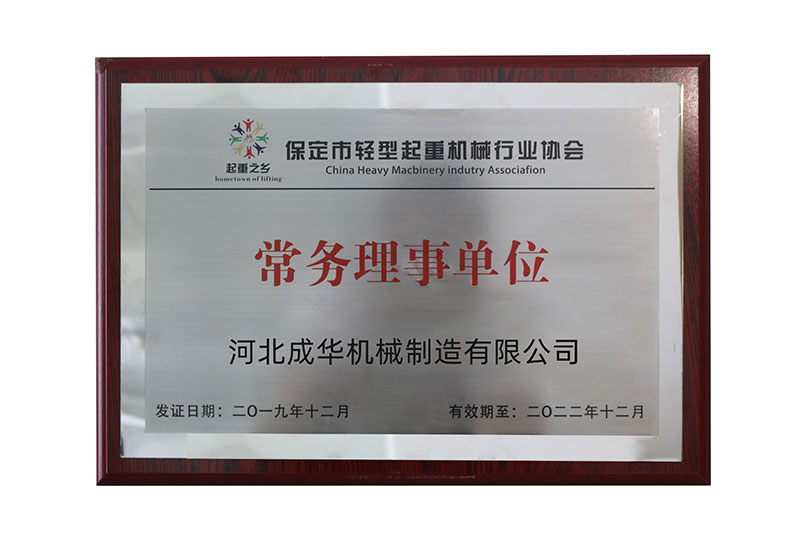 保定市轻型起重机械行业协会
China Heavy Macbinery indutry Associafion
起重之乡
hometown of lifting
常务理事单位
河北成华机械制造有限公司
发证日期：二〇一九年十二月
有效期至：二〇二二年十二月